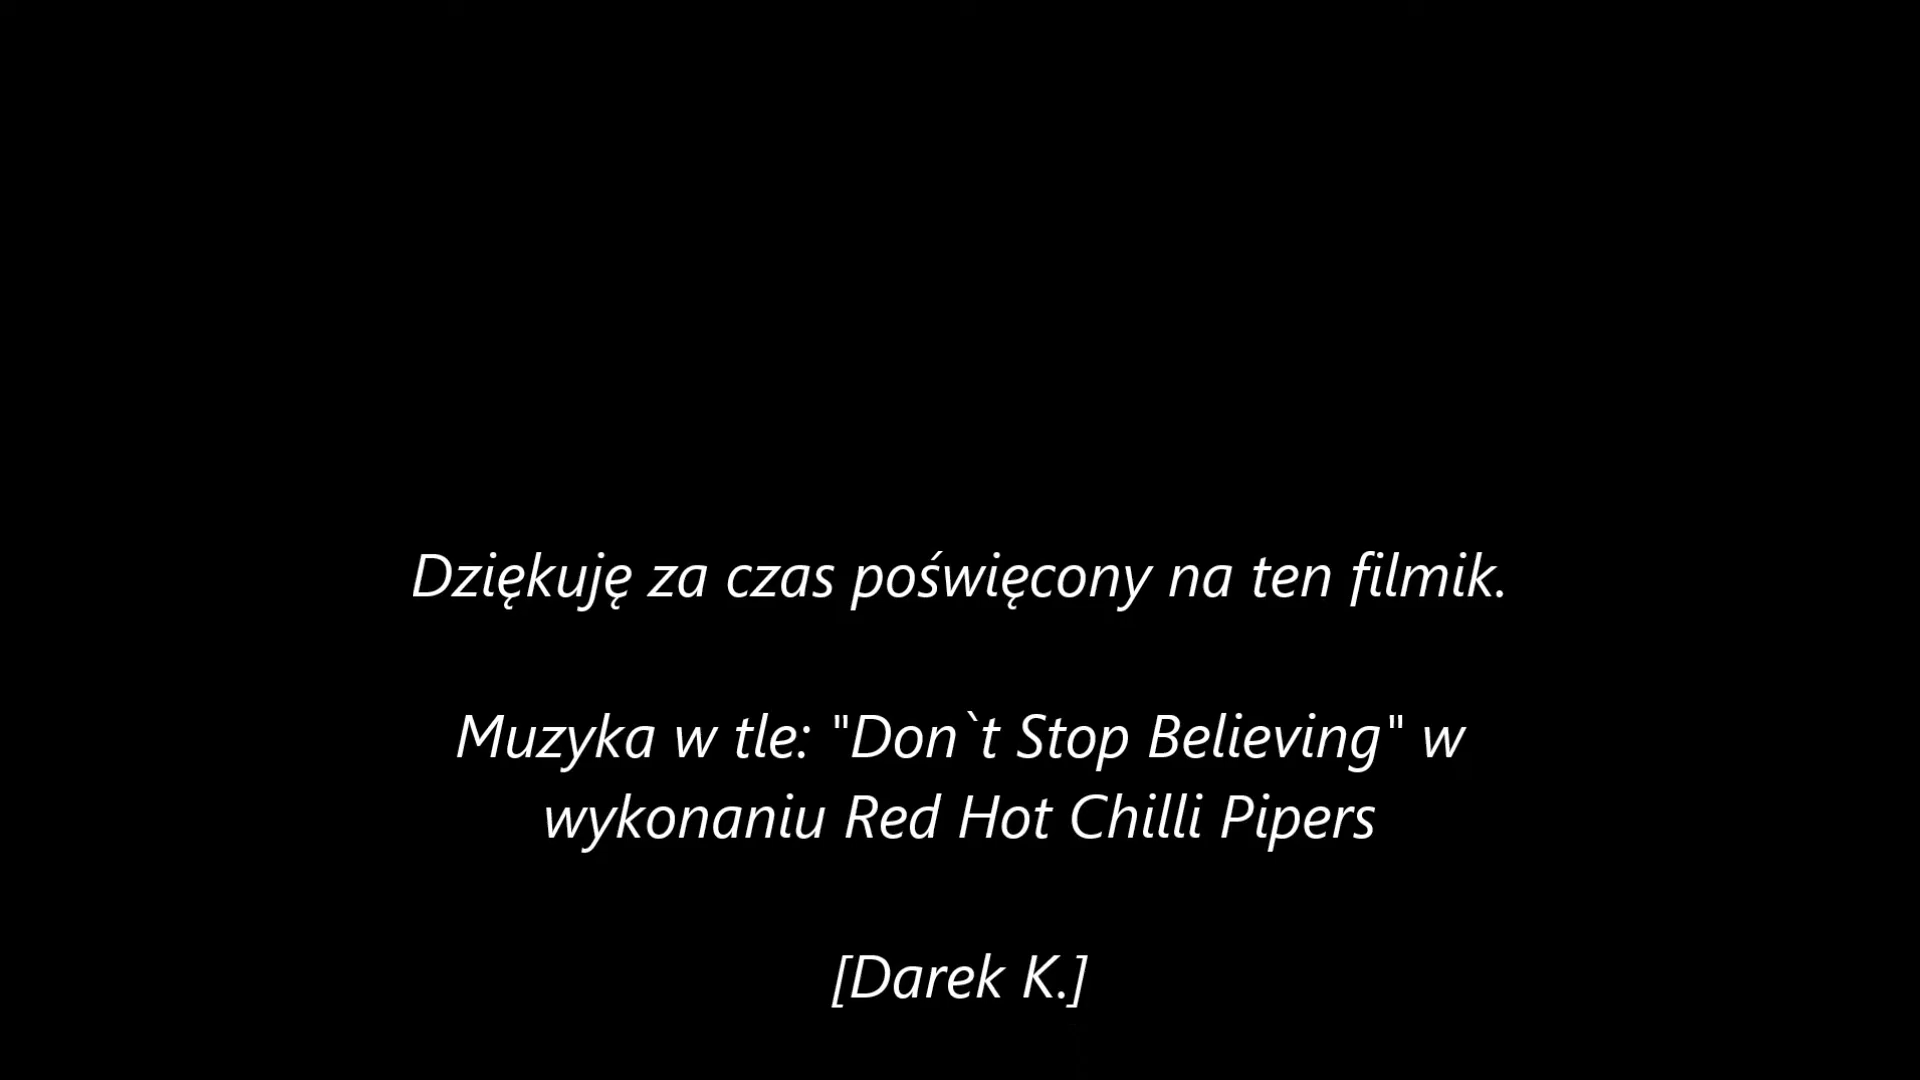 Dziękuję za czas poświęcony na ten filmik.
Muzyka w tle: "Don`t Stop Believing" w
wykonaniu Red Hot Chilli Pipers
[Darek K.]